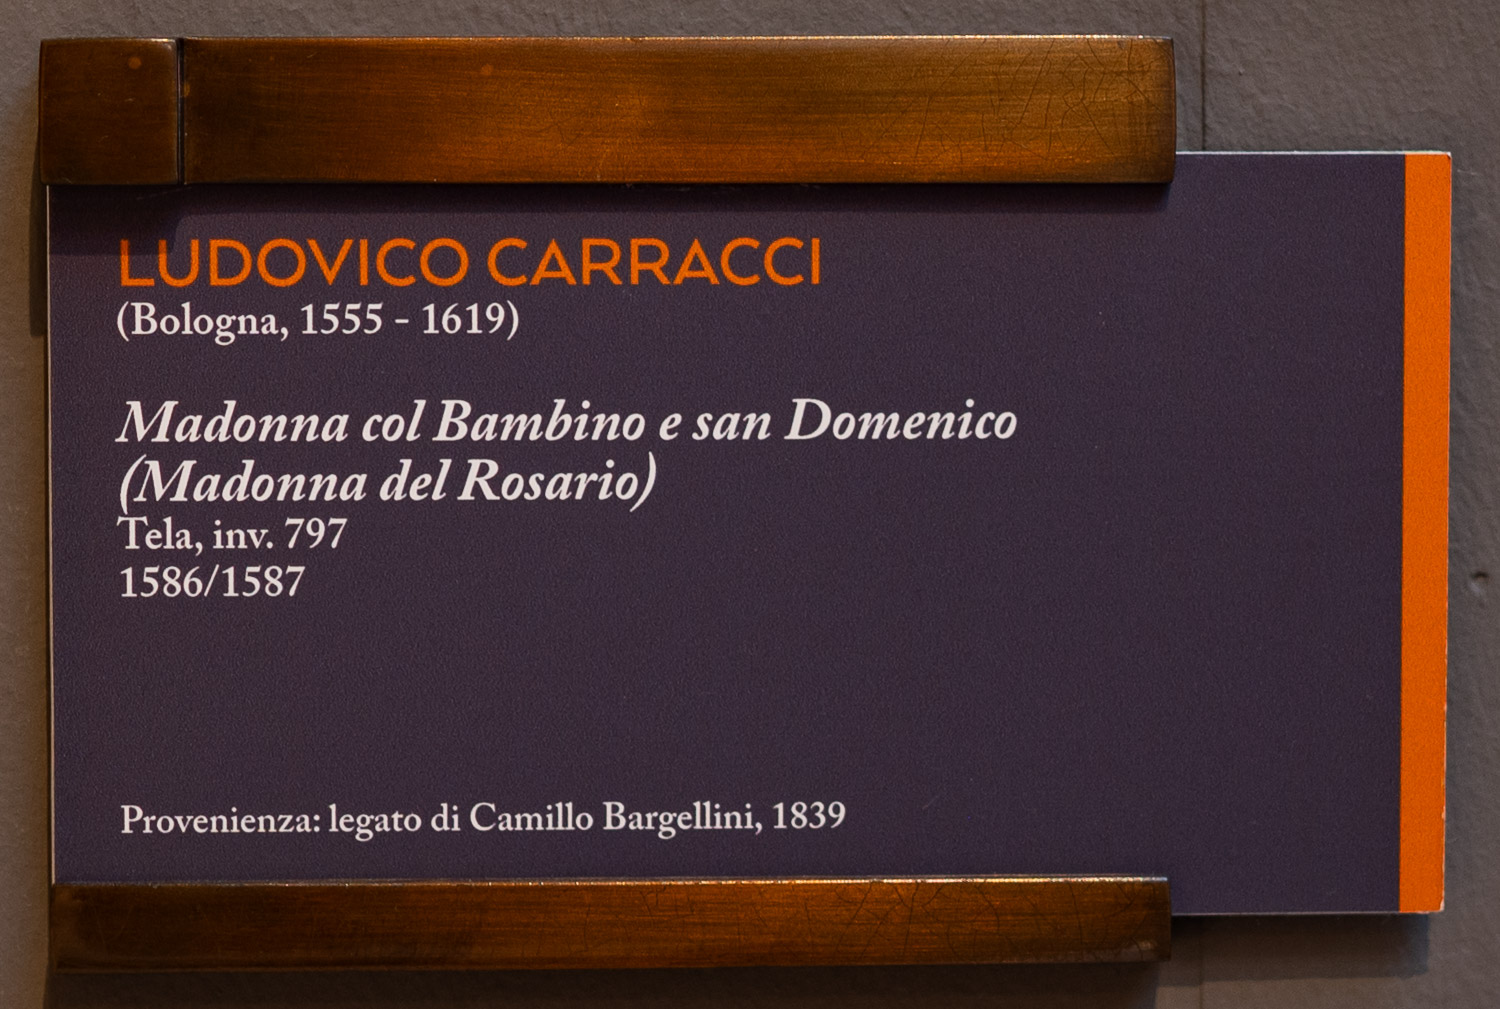 LUDOVICO CARRACCI
(Bologna, 1555 - 1619)
Madonna col Bambino e san Domenico
(Madonna del Rosario)
Tela, inv. 797
1586/1587
Provenienza: legato di Camillo Bargellini, 1839